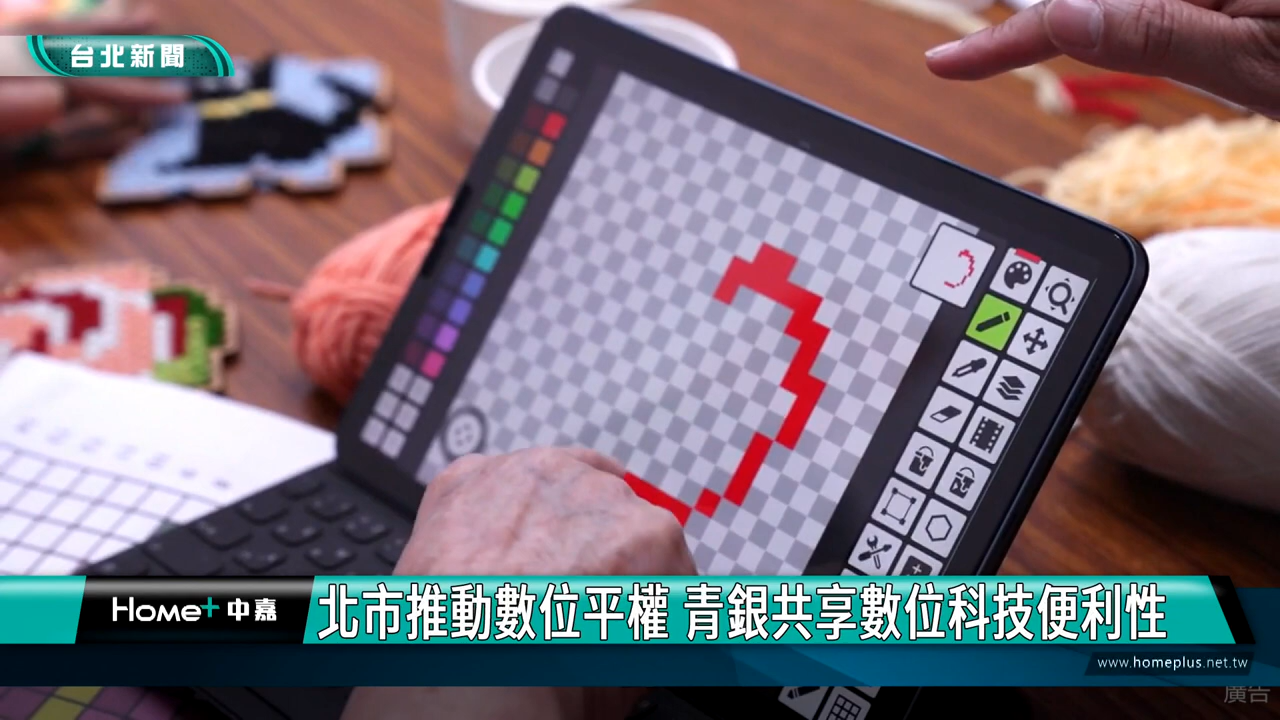 台北新聞
Home+中嘉
北市推動數位平權 青銀共享數位科技便利性
www.homeplus.net.tw
廣告